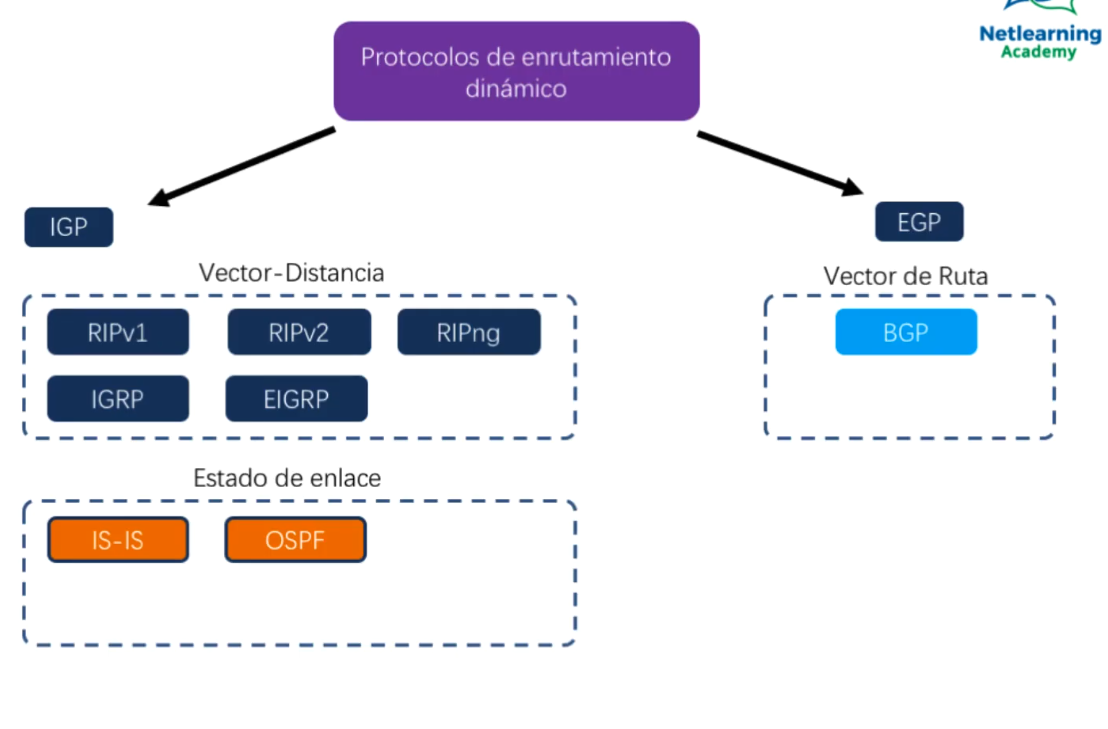 Netlearning
Academy
Protocolos de enrutamiento
dinámico
IGP
EGP
Vector-Distancia
Vector de Ruta
RIPv1
RIPv2
RIPng
BGP
IGRP
EIGRP
Estado de enlace
IS-IS
OSPF